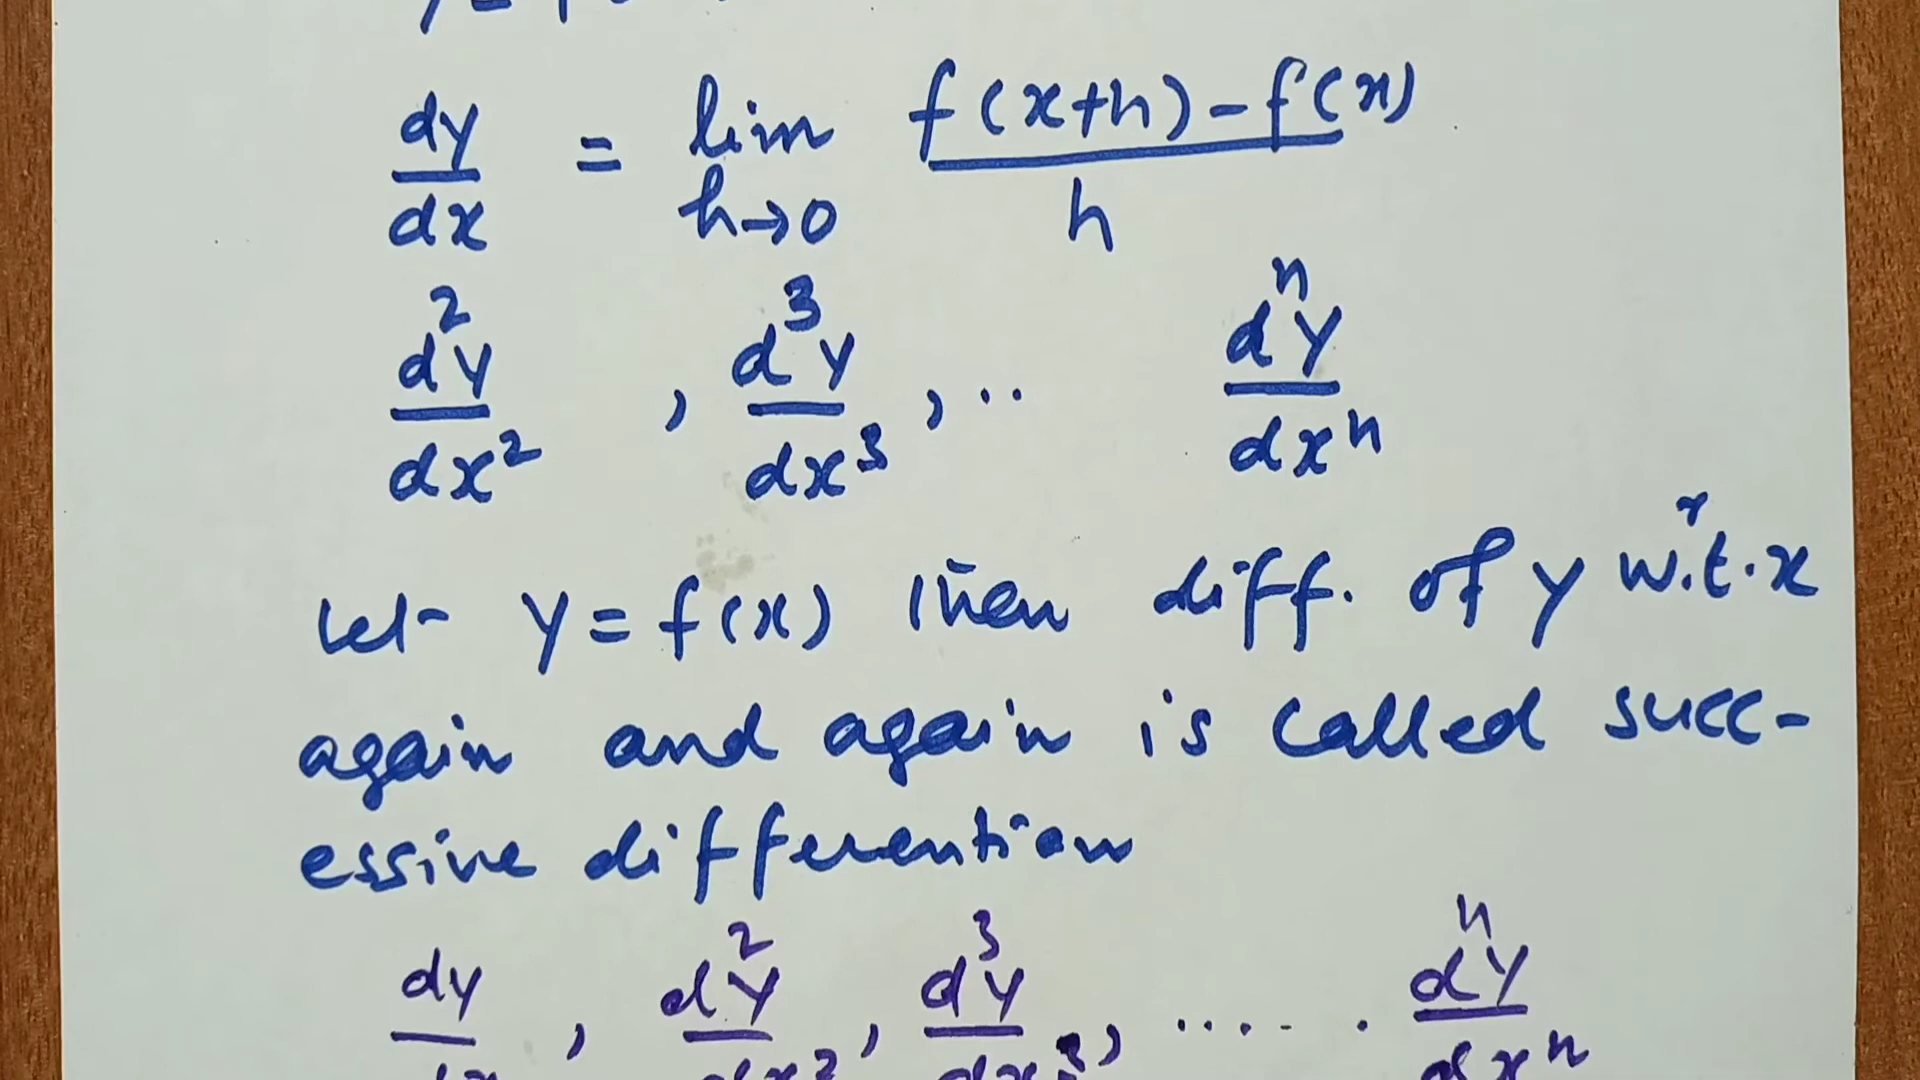 dy/dx = lim h→0 f(x+h)-f(x)/h
d²y/dx² , d³y/dx³ , .. dⁿy/dxⁿ
Let y = f(x) then diff. of y w.r.t.x
again and again is called succ-
essive differention
dy/dx , d²y/dx² , d³y/dx³ , ..... . dⁿy/dxⁿ